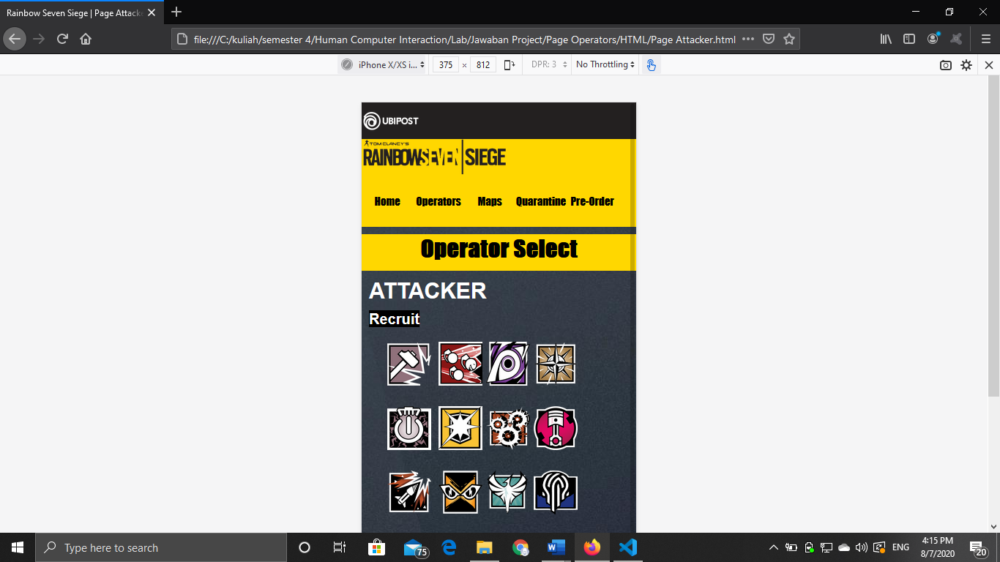 Rainbow Seven Siege | Page Attack
file:///C:/kuliah/semester 4/Human Computer Interaction/Lab/Jawaban Project/Page Operators/HTML/Page Attacker.html
iPhone X/XS i... 375 × 812 DPR: 3 No Throttling
UBIPOST
TOM CLANCY'S
RAINBOWSEVEN SIEGE
Home Operators Maps Quarantine Pre-Order
Operator Select
ATTACKER
Recruit
Type here to search
75
ENG
4:15 PM
8/7/2020
20